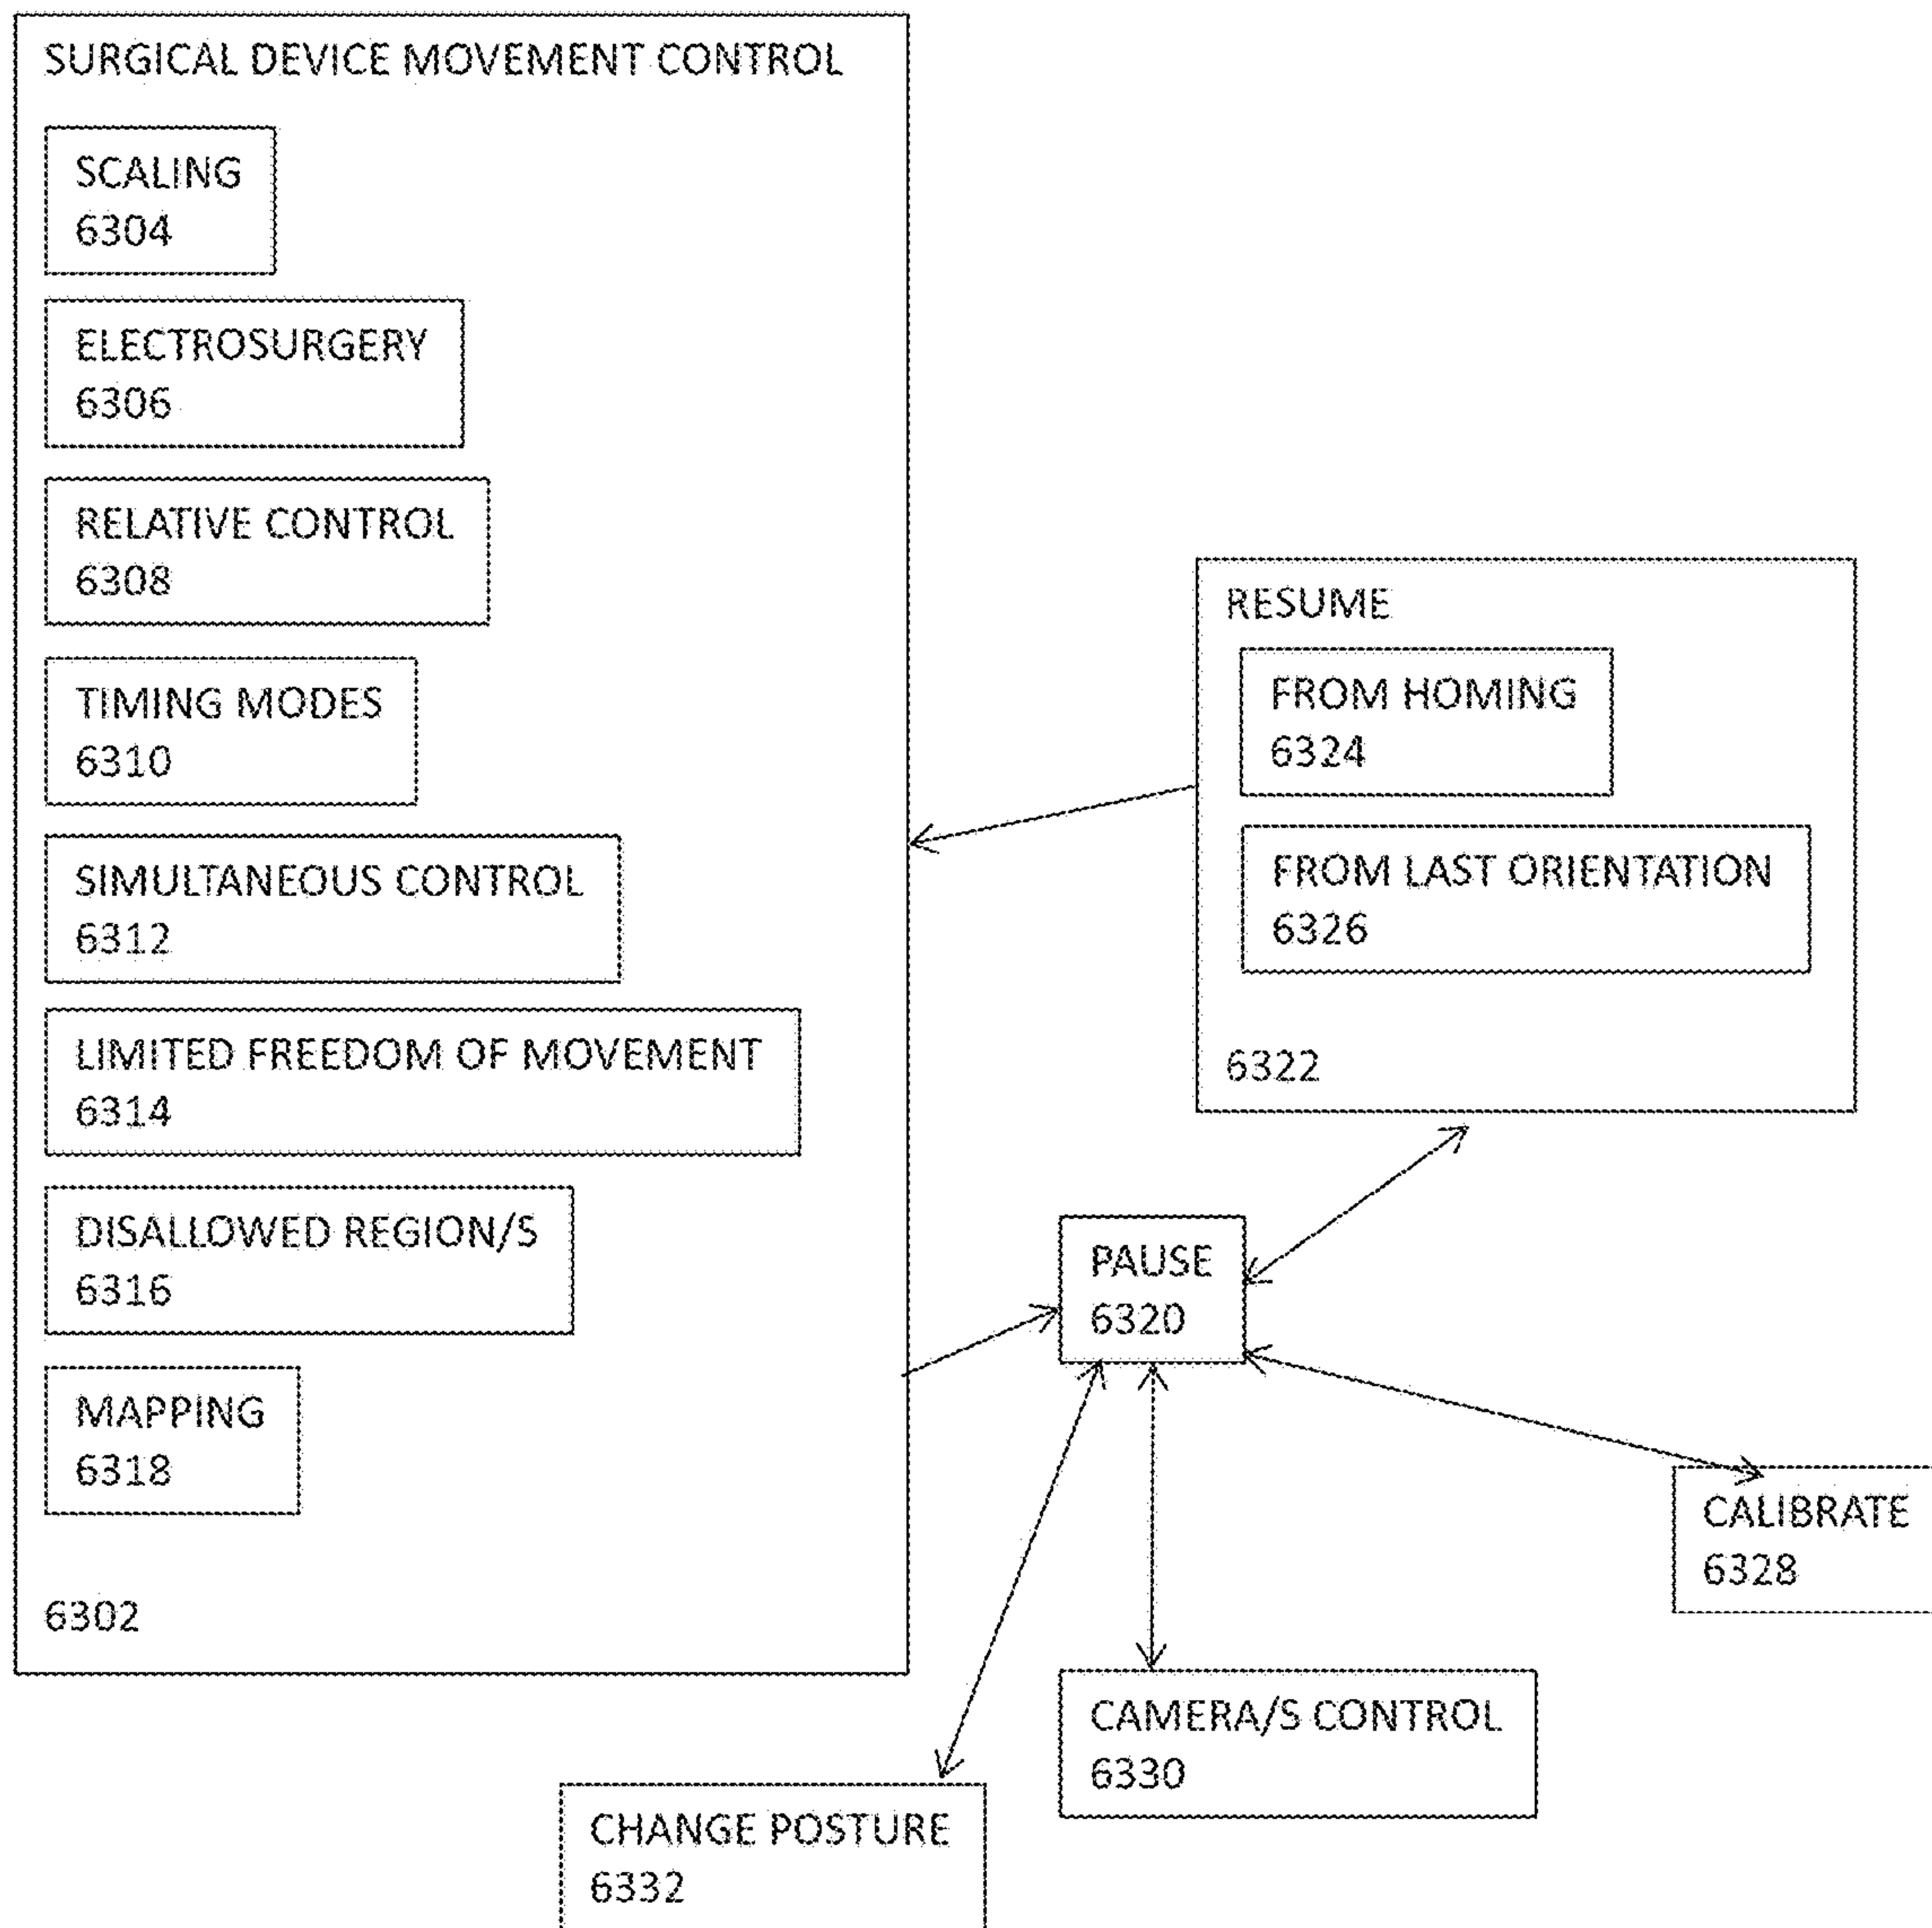 SURGICAL DEVICE MOVEMENT CONTROL
SCALING
6304
ELECTROSURGERY
6306
RELATIVE CONTROL
6308
TIMING MODES
6310
SIMULTANEOUS CONTROL
6312
LIMITED FREEDOM OF MOVEMENT
6314
DISALLOWED REGION/S
6316
MAPPING
6318
6302
RESUME
FROM HOMING
6324
FROM LAST ORIENTATION
6326
6322
PAUSE
6320
CALIBRATE
6328
CAMERA/S CONTROL
6330
CHANGE POSTURE
6332